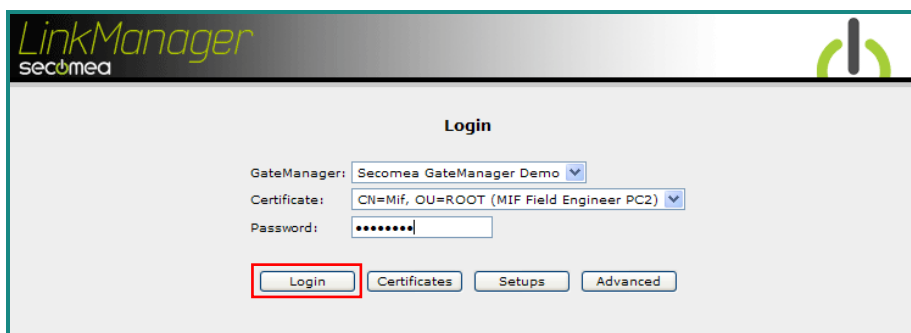 LinkManager
secomea
Login
GateManager: Secomea GateManager Demo
Certificate: CN=Mif, OU=ROOT (MIF Field Engineer PC2)
Password: ••••••••
Login Certificates Setups Advanced